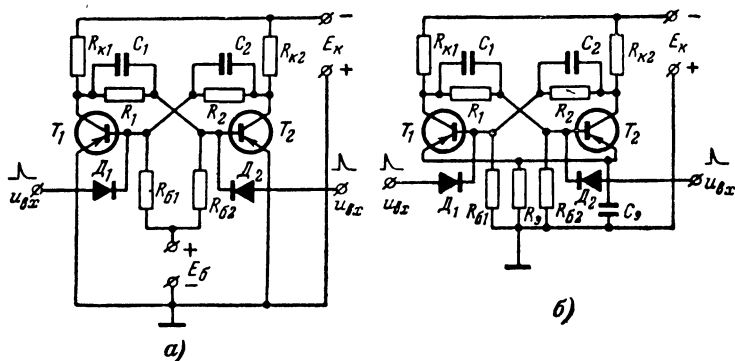 Rк1 C1 C2 Rк2 Eк − +
R1 R2
T1 T2
uвх Д1 Rб1 Rб2 Д2 uвх
+ Eб −
а)
Rк1 C1 C2 Rк2 Eк − +
R1 R2
T1 T2
uвх Д1 Rб1 Rэ Rб2 Д2 Cэ uвх
б)